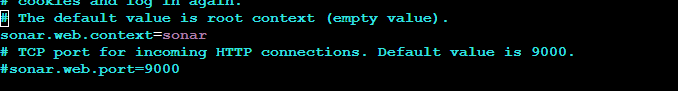 # cookies and log in again.
# The default value is root context (empty value).
sonar.web.context=sonar
# TCP port for incoming HTTP connections. Default value is 9000.
#sonar.web.port=9000